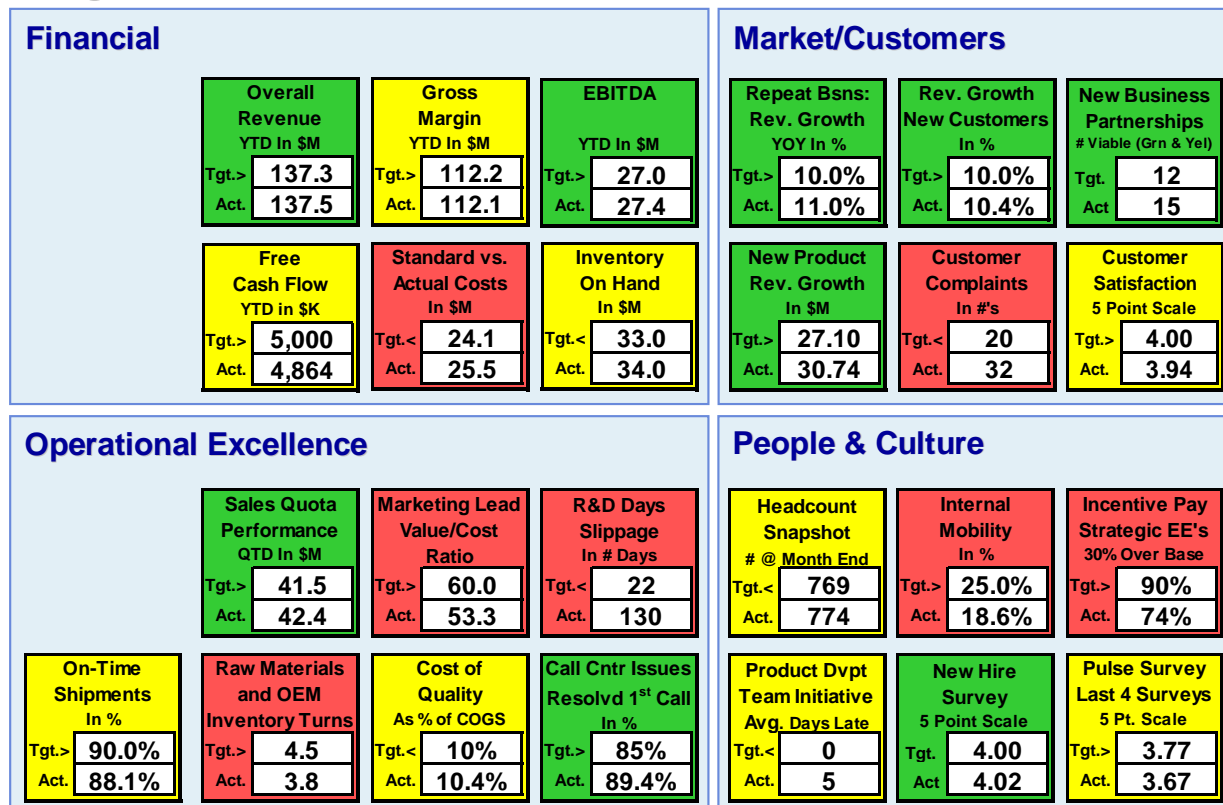 Financial
Overall
Revenue
YTD In $M
Tgt.> 137.3
Act. 137.5
Gross
Margin
YTD In $M
Tgt.> 112.2
Act. 112.1
EBITDA
YTD In $M
Tgt.> 27.0
Act. 27.4
Free
Cash Flow
YTD in $K
Tgt.> 5,000
Act. 4,864
Standard vs.
Actual Costs
In $M
Tgt.< 24.1
Act. 25.5
Inventory
On Hand
In $M
Tgt.< 33.0
Act. 34.0
Market/Customers
Repeat Bsns:
Rev. Growth
YOY In %
Tgt.> 10.0%
Act. 11.0%
Rev. Growth
New Customers
In %
Tgt.> 10.0%
Act. 10.4%
New Business
Partnerships
# Viable (Grn & Yel)
Tgt. 12
Act 15
New Product
Rev. Growth
In $M
Tgt.> 27.10
Act. 30.74
Customer
Complaints
In #'s
Tgt.< 20
Act. 32
Customer
Satisfaction
5 Point Scale
Tgt.> 4.00
Act. 3.94
Operational Excellence
Sales Quota
Performance
QTD In $M
Tgt.> 41.5
Act. 42.4
Marketing Lead
Value/Cost
Ratio
Tgt.> 60.0
Act. 53.3
R&D Days
Slippage
In # Days
Tgt.< 22
Act. 130
On-Time
Shipments
In %
Tgt.> 90.0%
Act. 88.1%
Raw Materials
and OEM
Inventory Turns
Tgt.> 4.5
Act. 3.8
Cost of
Quality
As % of COGS
Tgt.< 10%
Act. 10.4%
Call Cntr Issues
Resolvd 1st Call
In %
Tgt.> 85%
Act. 89.4%
People & Culture
Headcount
Snapshot
# @ Month End
Tgt.< 769
Act. 774
Internal
Mobility
In %
Tgt.> 25.0%
Act. 18.6%
Incentive Pay
Strategic EE's
30% Over Base
Tgt.> 90%
Act. 74%
Product Dvpt
Team Initiative
Avg. Days Late
Tgt.< 0
Act. 5
New Hire
Survey
5 Point Scale
Tgt. 4.00
Act 4.02
Pulse Survey
Last 4 Surveys
5 Pt. Scale
Tgt.> 3.77
Act. 3.67